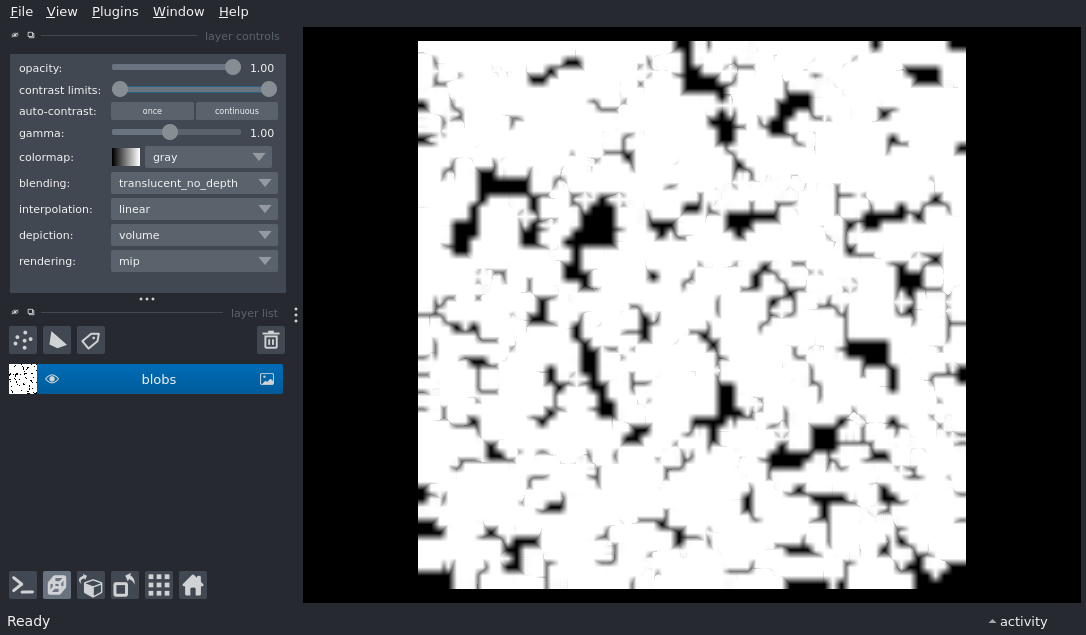 File View Plugins Window Help
layer controls
opacity: 1.00
contrast limits:
auto-contrast: once continuous
gamma: 1.00
colormap: gray
blending: translucent_no_depth
interpolation: linear
depiction: volume
rendering: mip
layer list
blobs
Ready activity